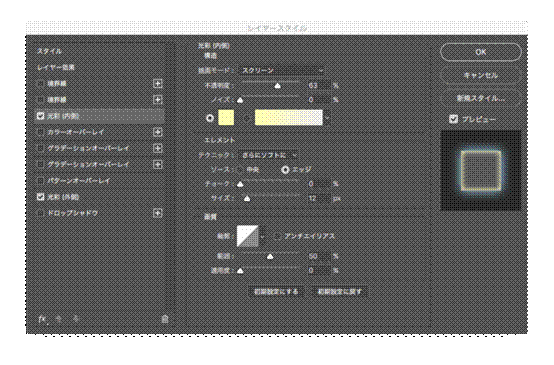 レイヤースタイル
スタイル
レイヤー効果
境界線
境界線
光彩 (内側)
カラーオーバーレイ
グラデーションオーバーレイ
グラデーションオーバーレイ
パターンオーバーレイ
光彩 (外側)
ドロップシャドウ
fx
光彩 (内側)
構造
描画モード : スクリーン
不透明度 : 63 %
ノイズ : 0 %
エレメント
テクニック : さらにソフトに
ソース : 中央 エッジ
チョーク : 0 %
サイズ : 12 px
画質
輪郭 : アンチエイリアス
範囲 : 50 %
適用度 : 0 %
初期設定にする 初期設定に戻す
OK
キャンセル
新規スタイル...
プレビュー